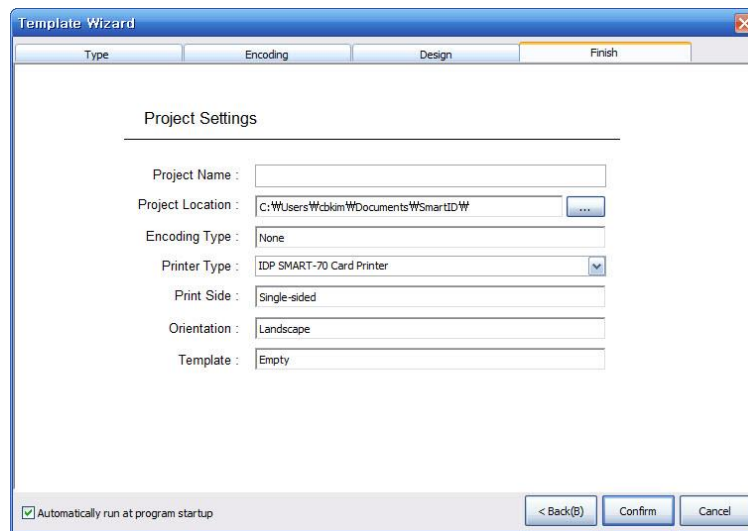 Template Wizard
Type Encoding Design Finish
Project Settings
Project Name :
Project Location : C:₩Users₩cbkim₩Documents₩SmartID₩ ...
Encoding Type : None
Printer Type : IDP SMART-70 Card Printer
Print Side : Single-sided
Orientation : Landscape
Template : Empty
Automatically run at program startup < Back(B) Confirm Cancel